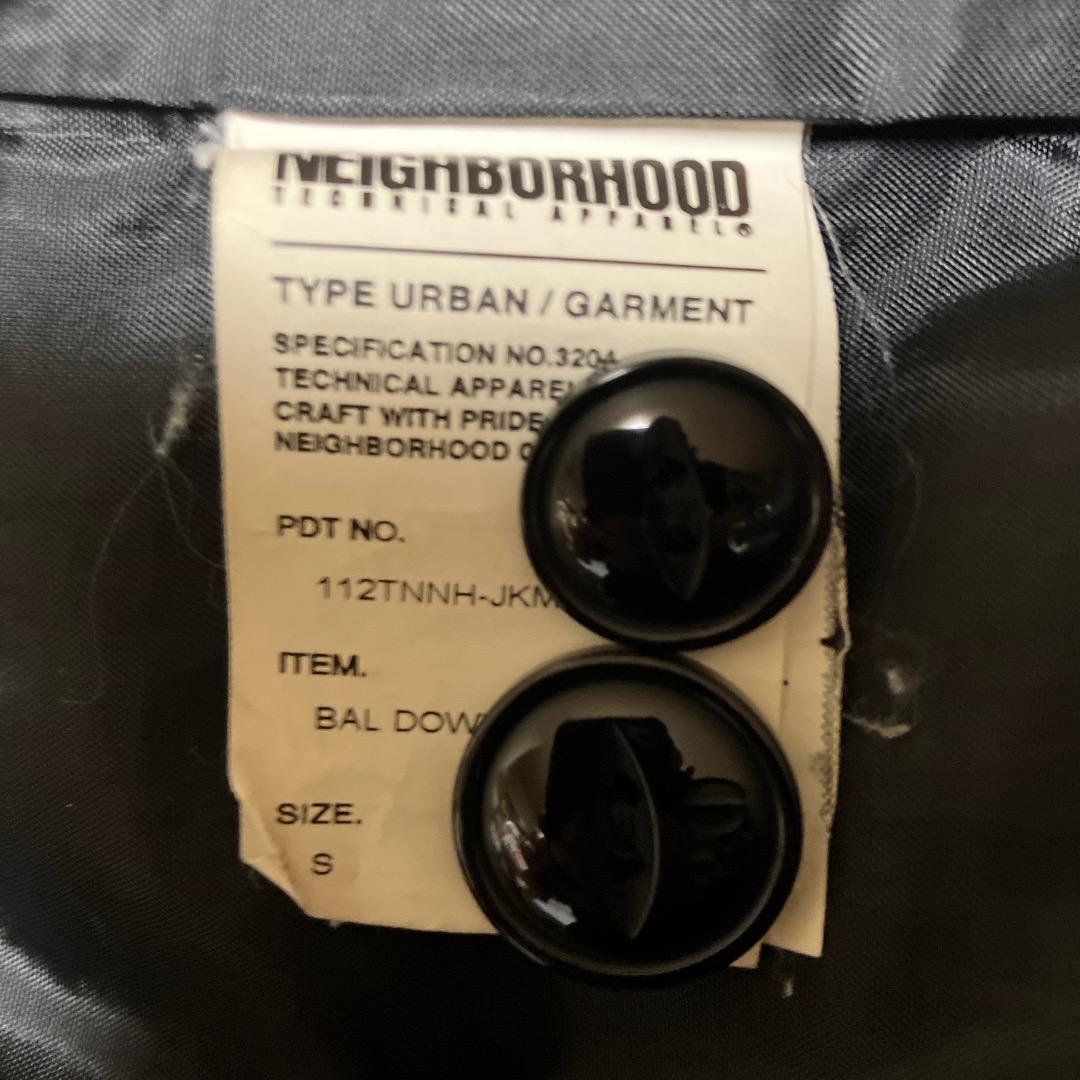 NEIGHBORHOOD
TECHNICAL APPAREL®
TYPE URBAN / GARMENT
SPECIFICATION NO.3204
TECHNICAL APPAREL
CRAFT WITH PRIDE
NEIGHBORHOOD
PDT NO.
112TNNH-JKM
ITEM.
BAL DOW
SIZE.
S